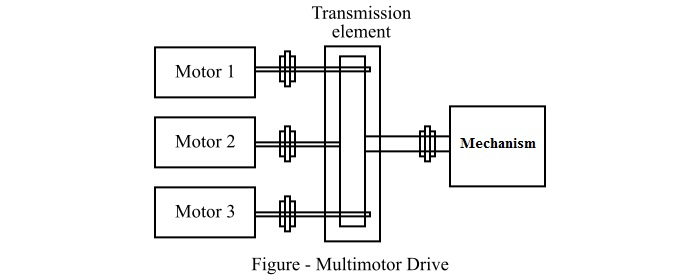 Transmission
element
Motor 1
Motor 2
Mechanism
Motor 3
Figure - Multimotor Drive